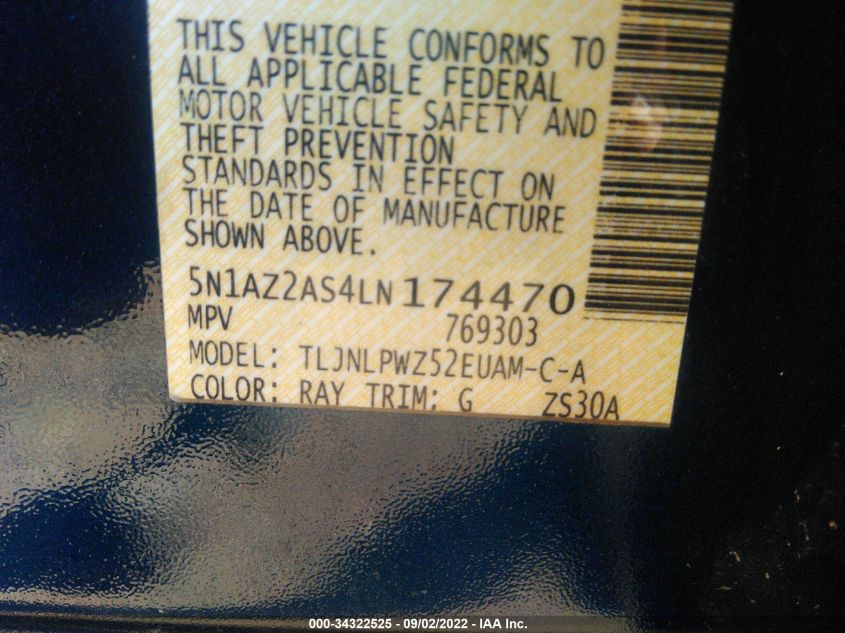 THIS VEHICLE CONFORMS TO
ALL APPLICABLE FEDERAL
MOTOR VEHICLE SAFETY AND
THEFT PREVENTION
STANDARDS IN EFFECT ON
THE DATE OF MANUFACTURE
SHOWN ABOVE.
5N1AZ2AS4LN174470
MPV 769303
MODEL: TLJNLPWZ52EUAM-C-A
COLOR: RAY TRIM: G ZS30A
000-34322525 - 09/02/2022 - IAA Inc.